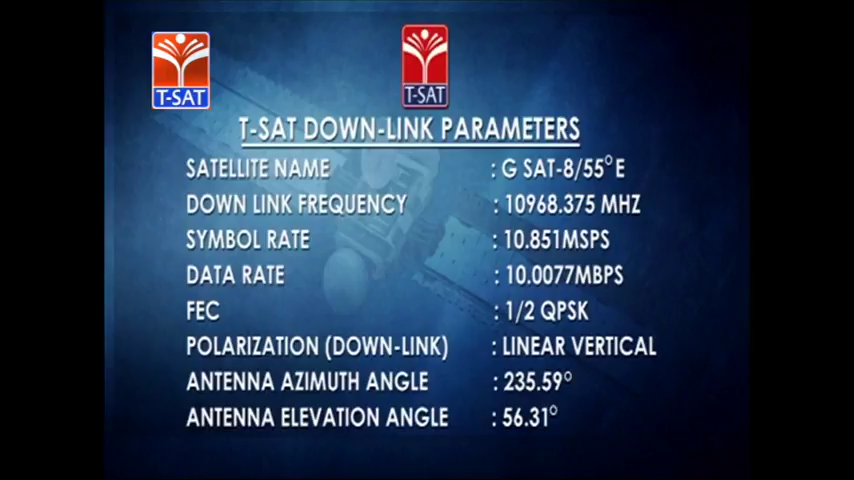 T-SAT
T-SAT
T-SAT DOWN-LINK PARAMETERS
SATELLITE NAME : G SAT-8/55° E
DOWN LINK FREQUENCY : 10968.375 MHZ
SYMBOL RATE : 10.851MSPS
DATA RATE : 10.0077MBPS
FEC : 1/2 QPSK
POLARIZATION (DOWN-LINK) : LINEAR VERTICAL
ANTENNA AZIMUTH ANGLE : 235.59°
ANTENNA ELEVATION ANGLE : 56.31°